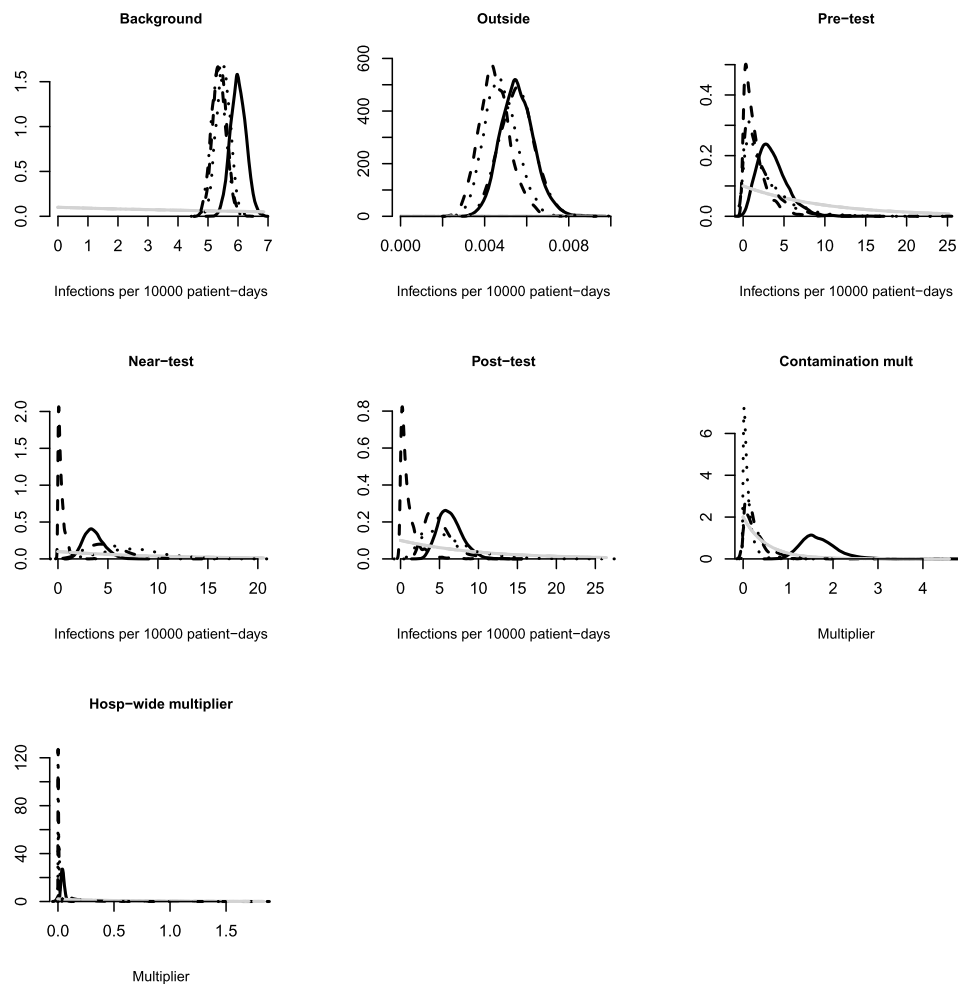 Background
1.5
1.0
0.5
0.0
0 1 2 3 4 5 6 7
Infections per 10000 patient−days
Outside
600
400
200
0
0.000 0.004 0.008
Infections per 10000 patient−days
Pre−test
0.4
0.2
0.0
0 5 10 15 20 25
Infections per 10000 patient−days
Near−test
2.0
1.5
1.0
0.5
0.0
0 5 10 15 20
Infections per 10000 patient−days
Post−test
0.8
0.6
0.4
0.2
0.0
0 5 10 15 20 25
Infections per 10000 patient−days
Contamination mult
6
4
2
0
0 1 2 3 4
Multiplier
Hosp−wide multiplier
120
80
40
0
0.0 0.5 1.0 1.5
Multiplier